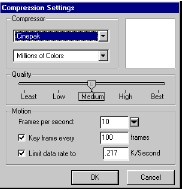 Compression Settings
Compressor
Cinepak
Millions of Colors
Quality
Least Low Medium High Best
Motion
Frames per second: 10
Key frame every 100 frames
Limit data rate to .217 K/Second
OK Cancel